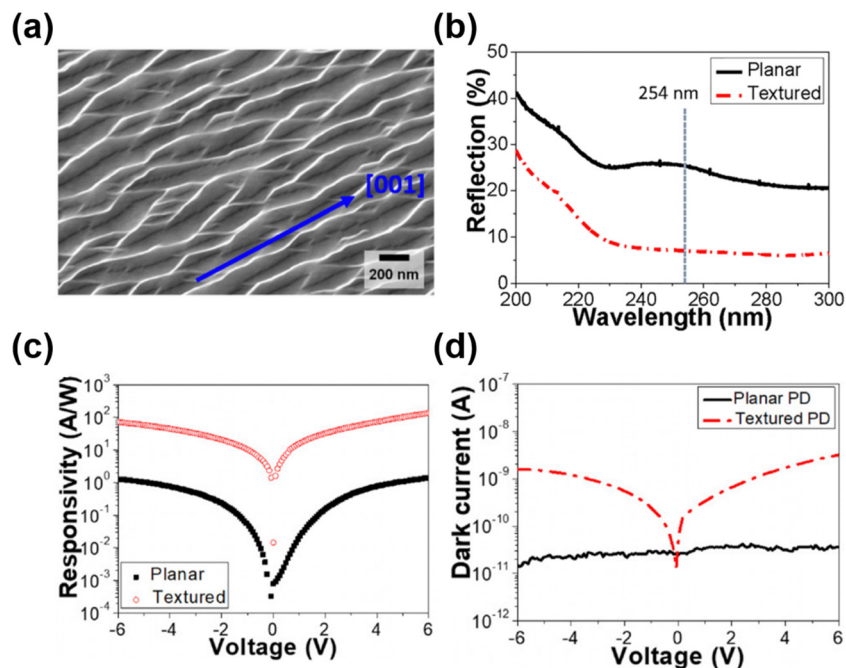 (a)
[001]
200 nm
(b)
50
40
30
20
10
0
Reflection (%)
254 nm
Planar
Textured
200 220 240 260 280 300
Wavelength (nm)
(c)
10³
10²
10¹
10⁰
10⁻¹
10⁻²
10⁻³
10⁻⁴
Responsivity (A/W)
Planar
Textured
-6 -4 -2 0 2 4 6
Voltage (V)
(d)
10⁻⁷
10⁻⁸
10⁻⁹
10⁻¹⁰
10⁻¹¹
10⁻¹²
Dark current (A)
Planar PD
Textured PD
-6 -4 -2 0 2 4 6
Voltage (V)